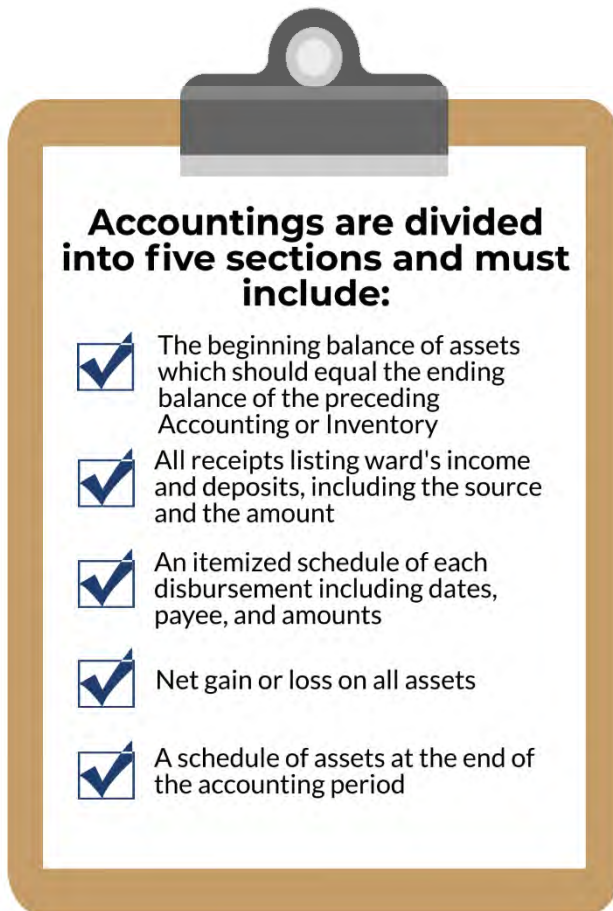 Accountings are divided
into five sections and must
include:
The beginning balance of assets
which should equal the ending
balance of the preceding
Accounting or Inventory
All receipts listing ward's income
and deposits, including the source
and the amount
An itemized schedule of each
disbursement including dates,
payee, and amounts
Net gain or loss on all assets
A schedule of assets at the end of
the accounting period